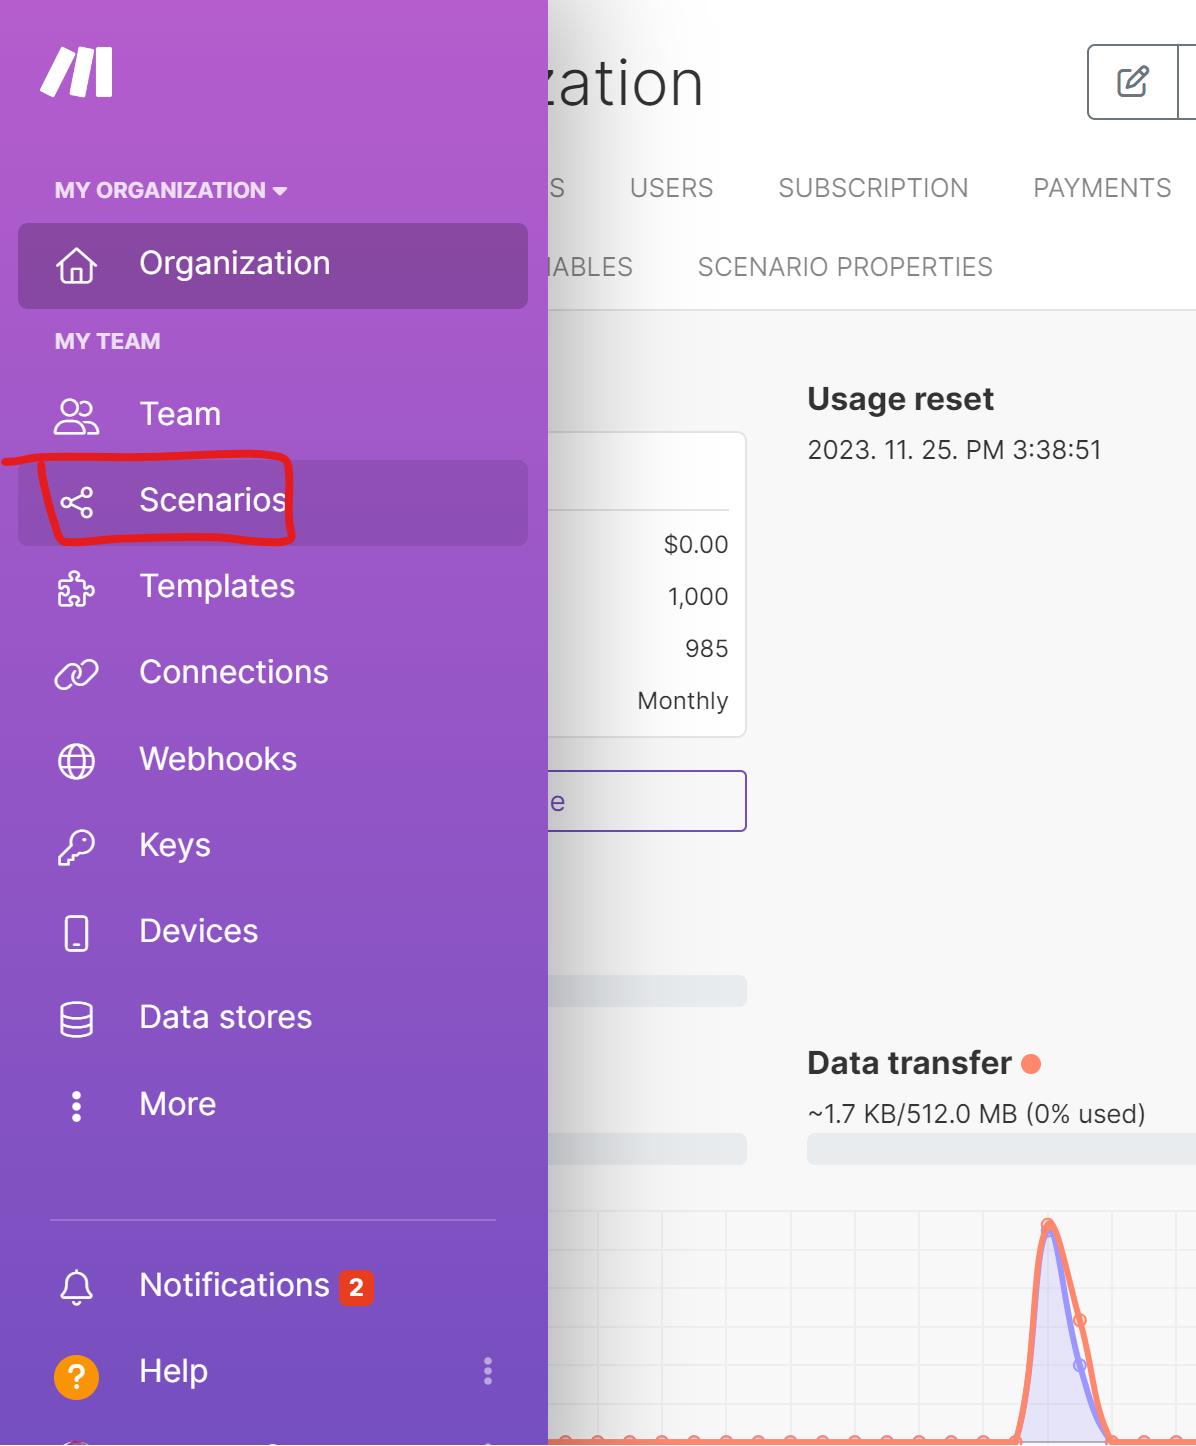 MY ORGANIZATION
Organization
MY TEAM
Team
Scenarios
Templates
Connections
Webhooks
Keys
Devices
Data stores
More
Notifications 2
? Help
zation
S USERS SUBSCRIPTION PAYMENTS
IABLES SCENARIO PROPERTIES
Usage reset
2023. 11. 25. PM 3:38:51
$0.00
1,000
985
Monthly
e
Data transfer
~1.7 KB/512.0 MB (0% used)